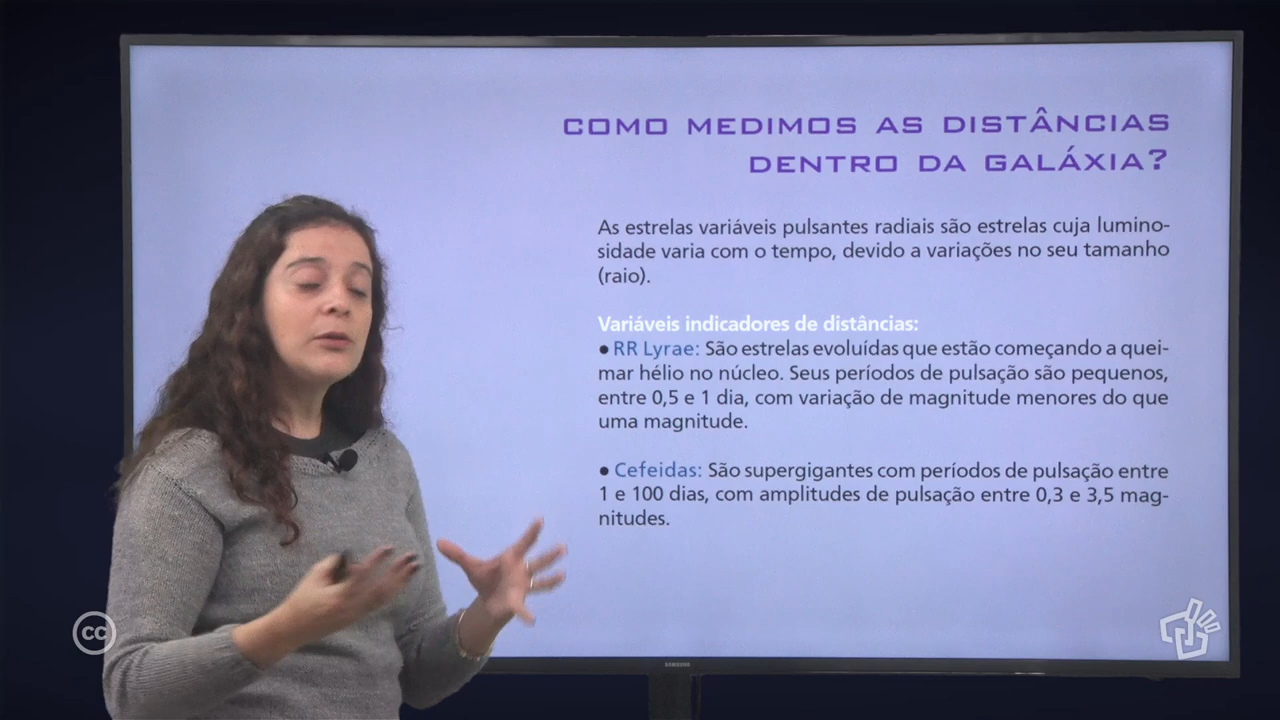 COMO MEDIMOS AS DISTÂNCIAS
DENTRO DA GALÁXIA?
As estrelas variáveis pulsantes radiais são estrelas cuja lumino-
sidade varia com o tempo, devido a variações no seu tamanho
(raio).
Variáveis indicadores de distâncias:
• RR Lyrae: São estrelas evoluídas que estão começando a quei-
mar hélio no núcleo. Seus períodos de pulsação são pequenos,
entre 0,5 e 1 dia, com variação de magnitude menores do que
uma magnitude.
• Cefeidas: São supergigantes com períodos de pulsação entre
1 e 100 dias, com amplitudes de pulsação entre 0,3 e 3,5 mag-
nitudes.
cc
SAMSUNG